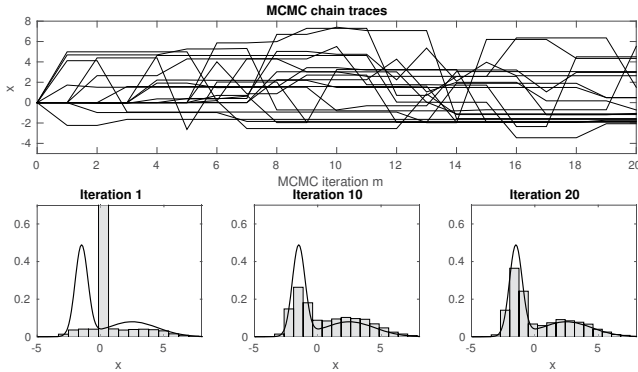 MCMC chain traces
8
6
4
2
0
-2
-4
x
0 2 4 6 8 10 12 14 16 18 20
MCMC iteration m
Iteration 1 Iteration 10 Iteration 20
0.6 0.6 0.6
0.4 0.4 0.4
0.2 0.2 0.2
0 0 0
-5 0 5 -5 0 5 -5 0 5
x x x